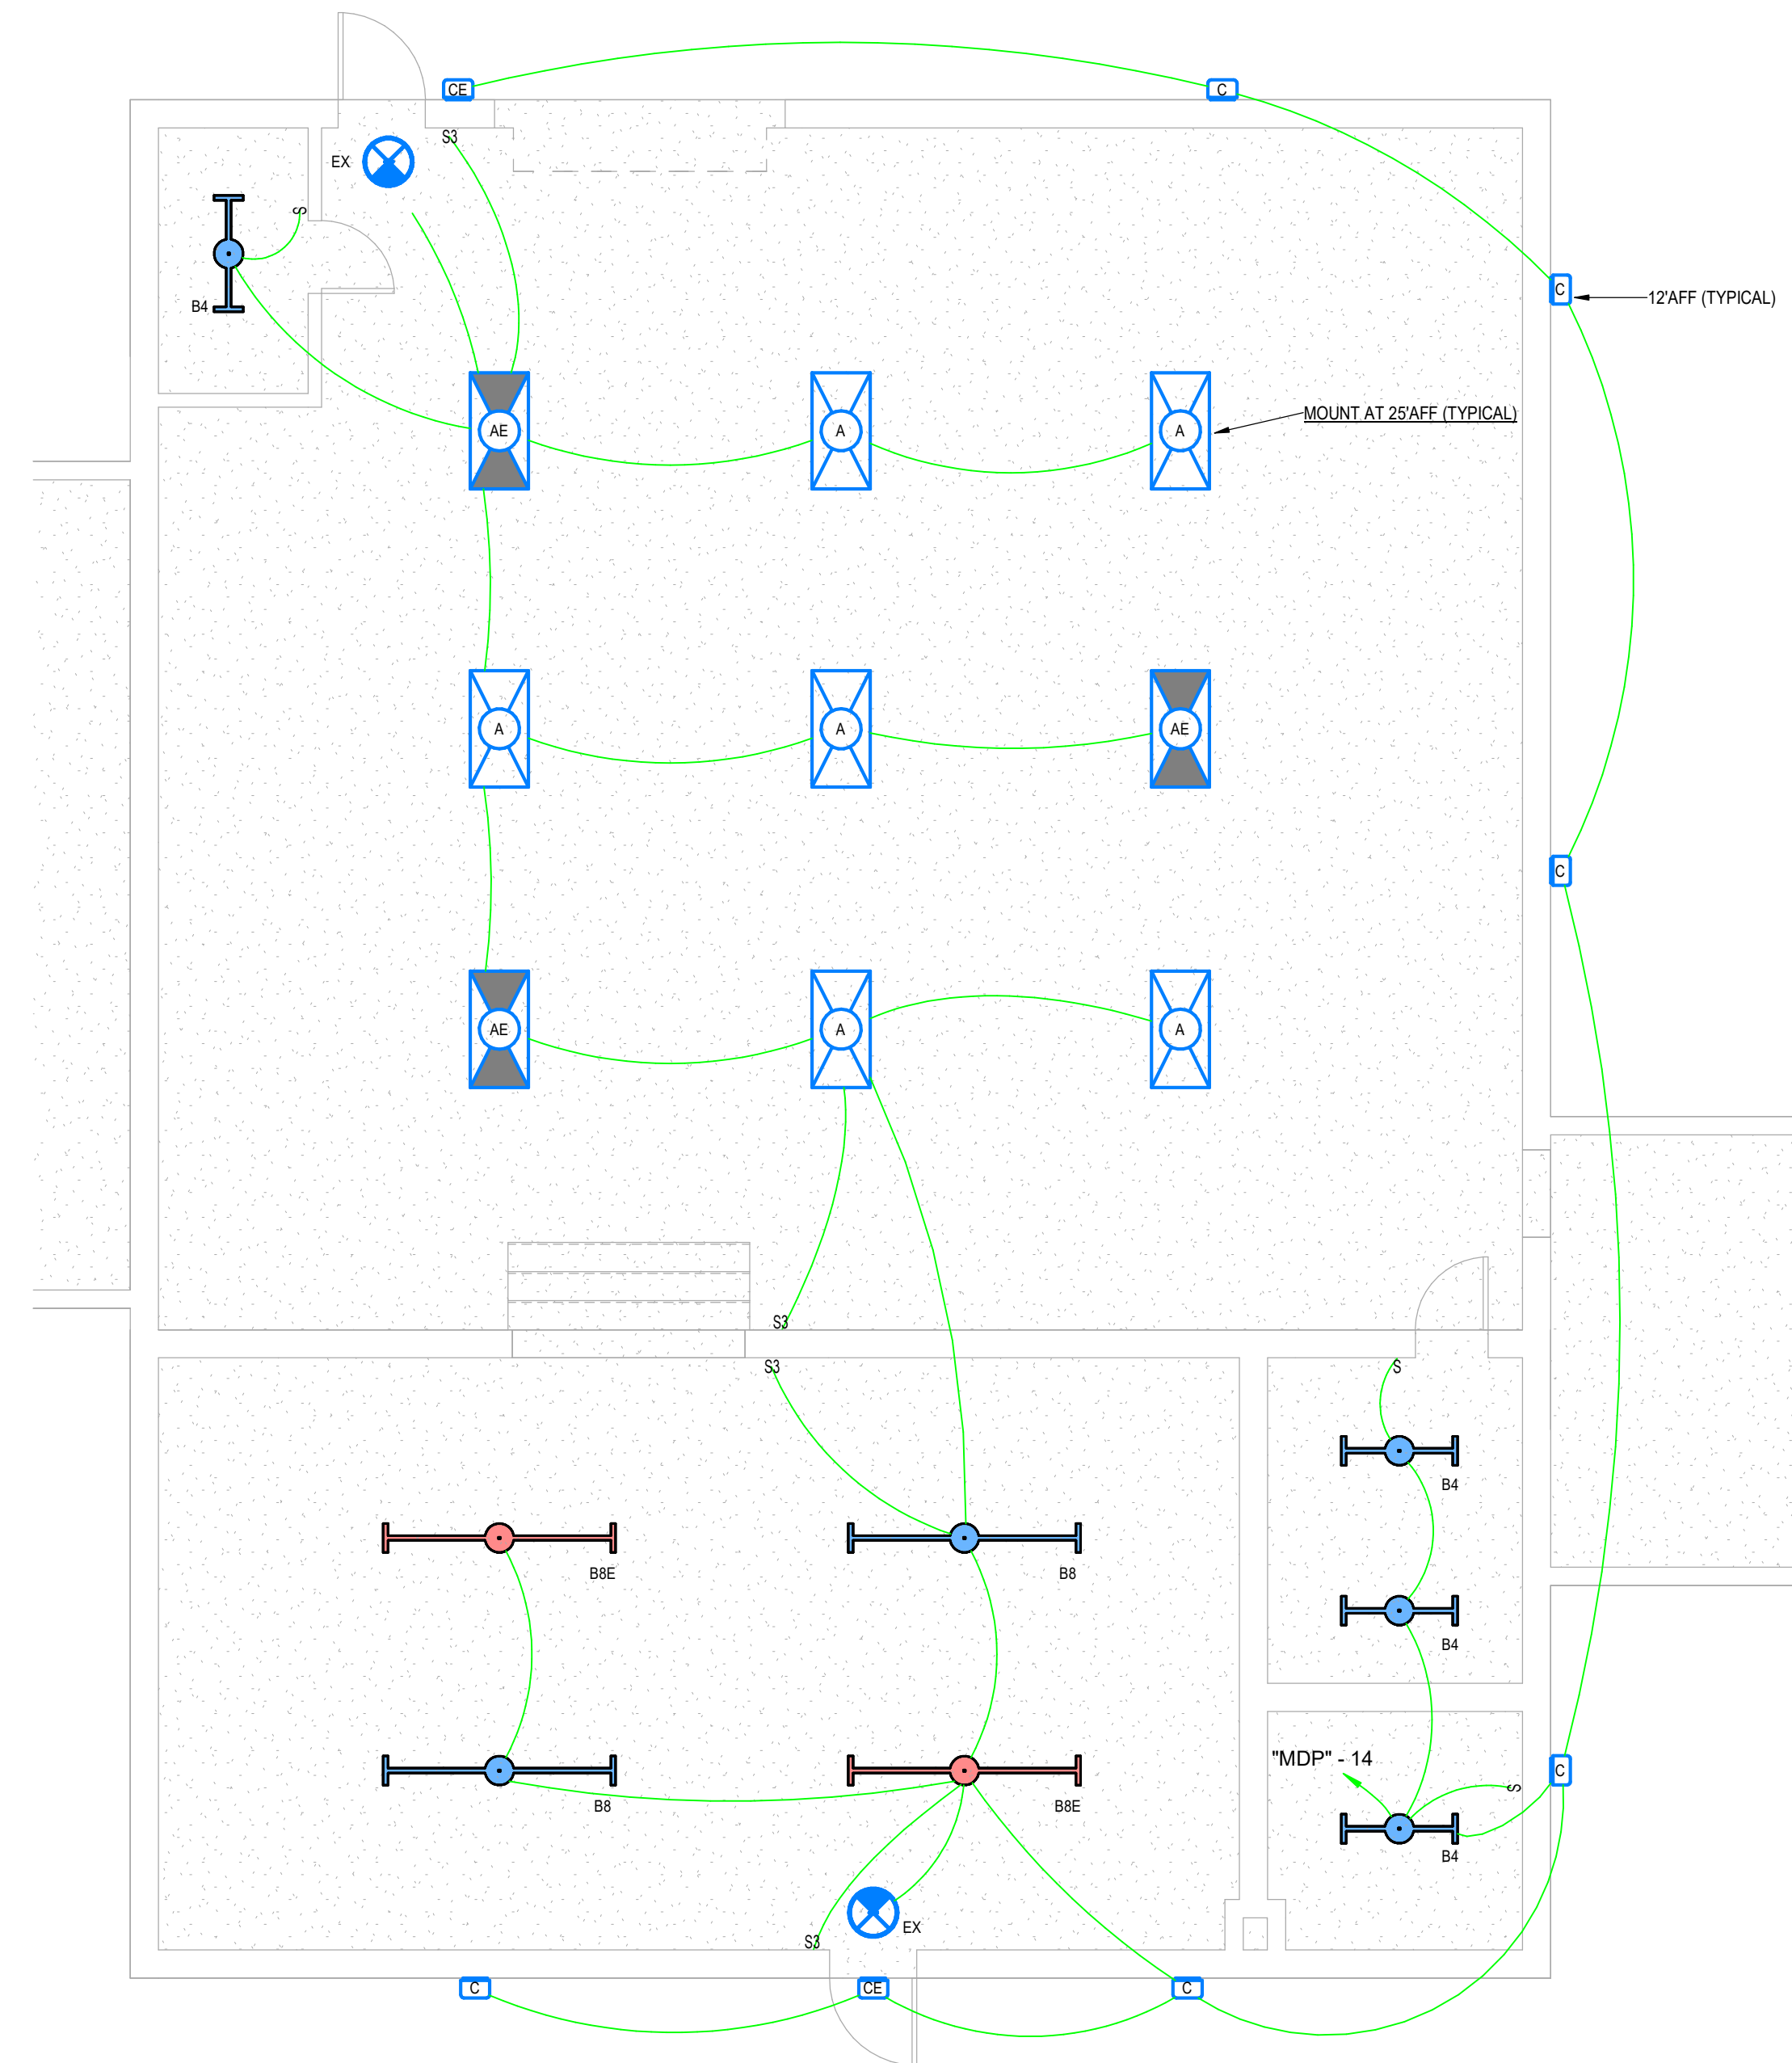 CE
C
S3
EX
S
C
12'AFF (TYPICAL)
B4
MOUNT AT 25'AFF (TYPICAL)
AE
A
A
A
A
AE
C
AE
A
A
S3
S3
S
B4
B8E
B8
B4
"MDP" - 14
C
S
B8
B8E
B4
EX
S3
C
CE
C